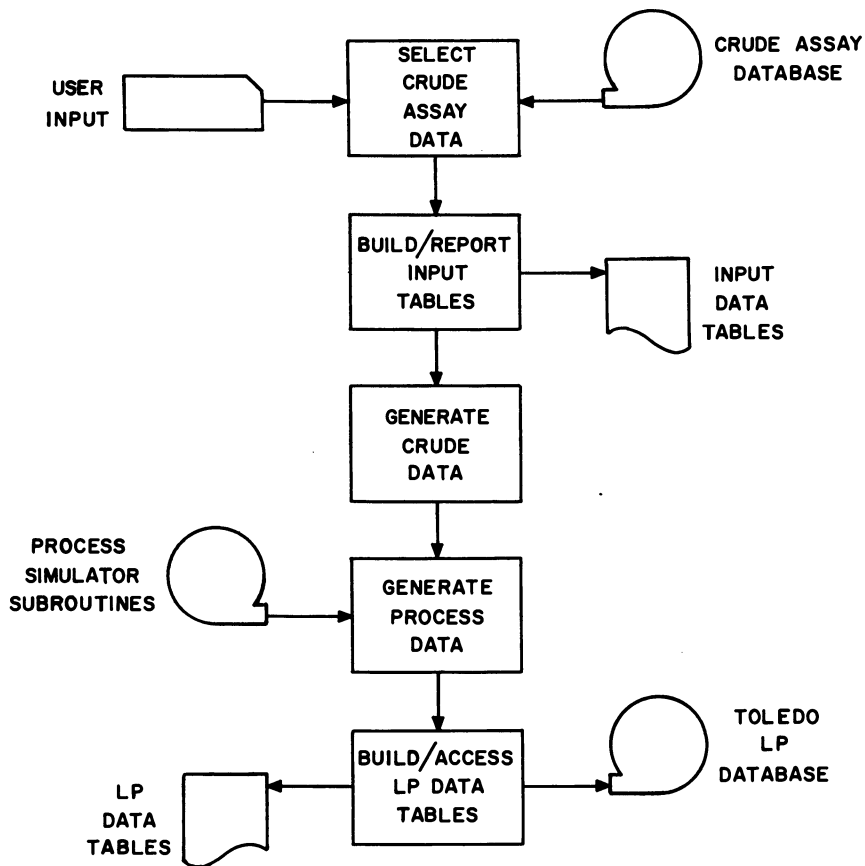 USER
INPUT
SELECT
CRUDE
ASSAY
DATA
CRUDE ASSAY
DATABASE
BUILD/REPORT
INPUT
TABLES
INPUT
DATA
TABLES
GENERATE
CRUDE
DATA
PROCESS
SIMULATOR
SUBROUTINES
GENERATE
PROCESS
DATA
BUILD/ACCESS
LP DATA
TABLES
LP
DATA
TABLES
TOLEDO
LP
DATABASE